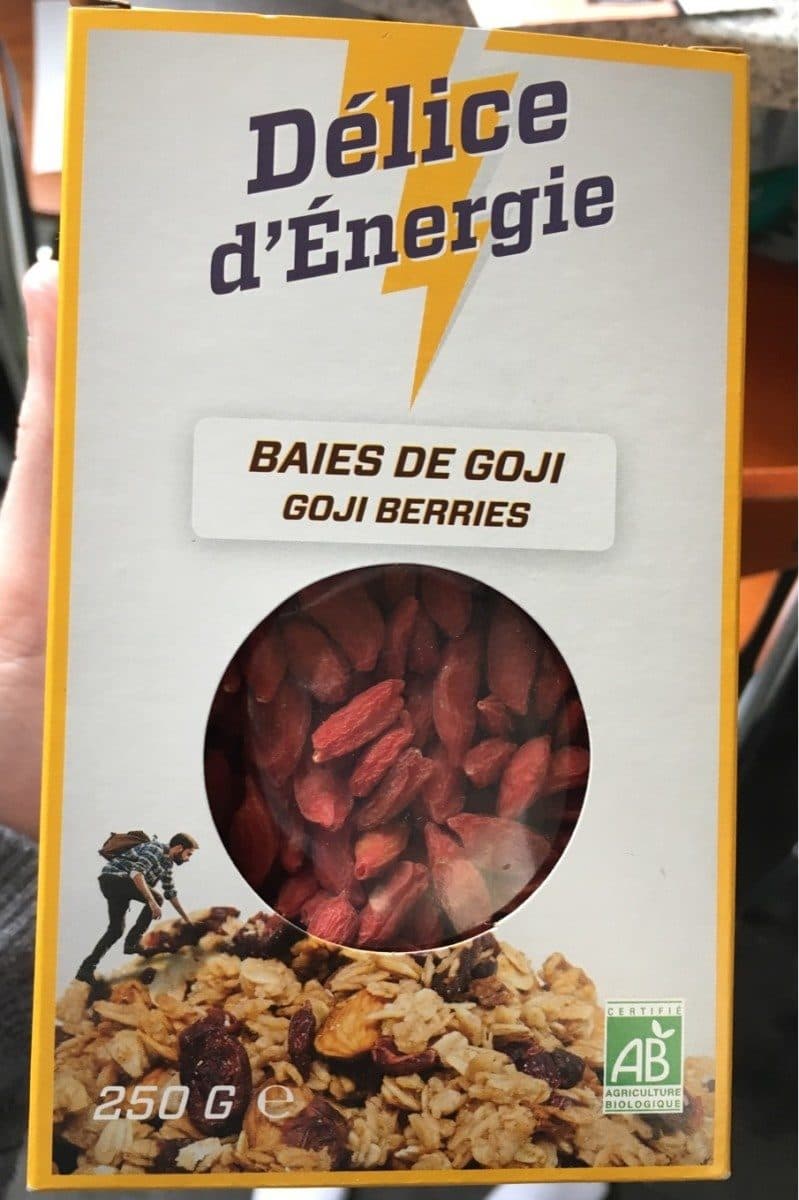 Délice
d'Énergie
BAIES DE GOJI
GOJI BERRIES
CERTIFIÉ
AB
AGRICULTURE
BIOLOGIQUE
250 G e